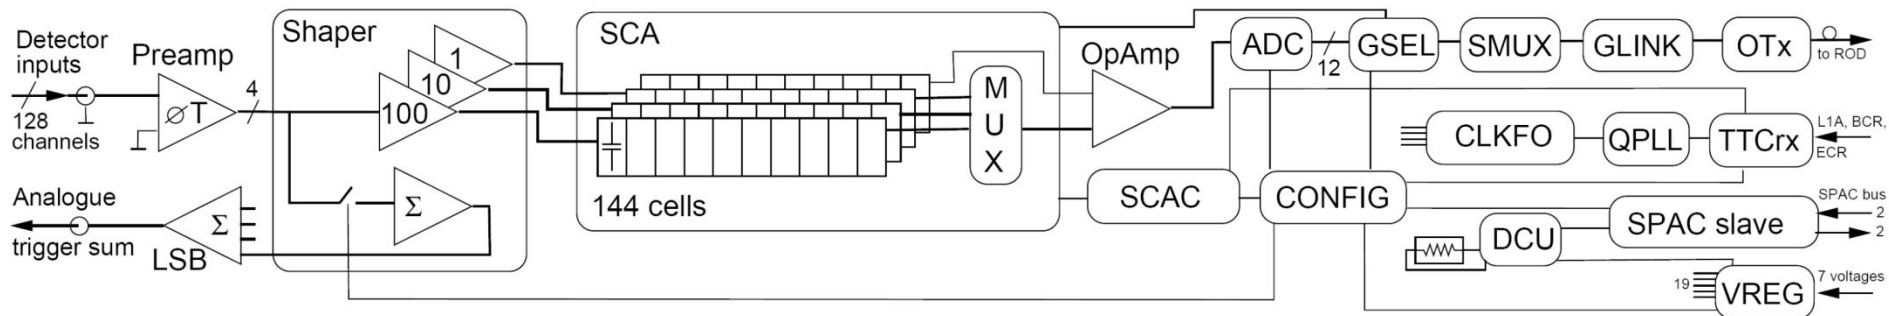 Detector
inputs
128
channels
Preamp
øT
4
Analogue
trigger sum
Σ
LSB
Shaper
1
10
100
Σ
SCA
MUX
144 cells
OpAmp
ADC
12
GSEL
SMUX
GLINK
OTx
to ROD
CLKFO
QPLL
TTCrx
L1A, BCR,
ECR
SCAC
CONFIG
SPAC bus
2
2
SPAC slave
DCU
19
VREG
7 voltages